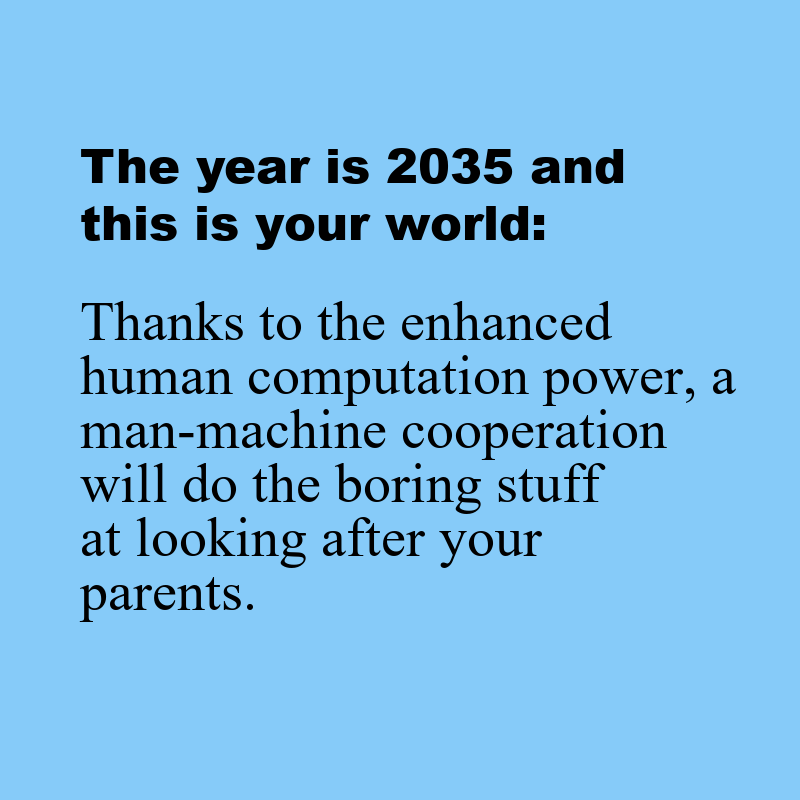 The year is 2035 and
this is your world:
Thanks to the enhanced
human computation power, a
man-machine cooperation
will do the boring stuff
at looking after your
parents.